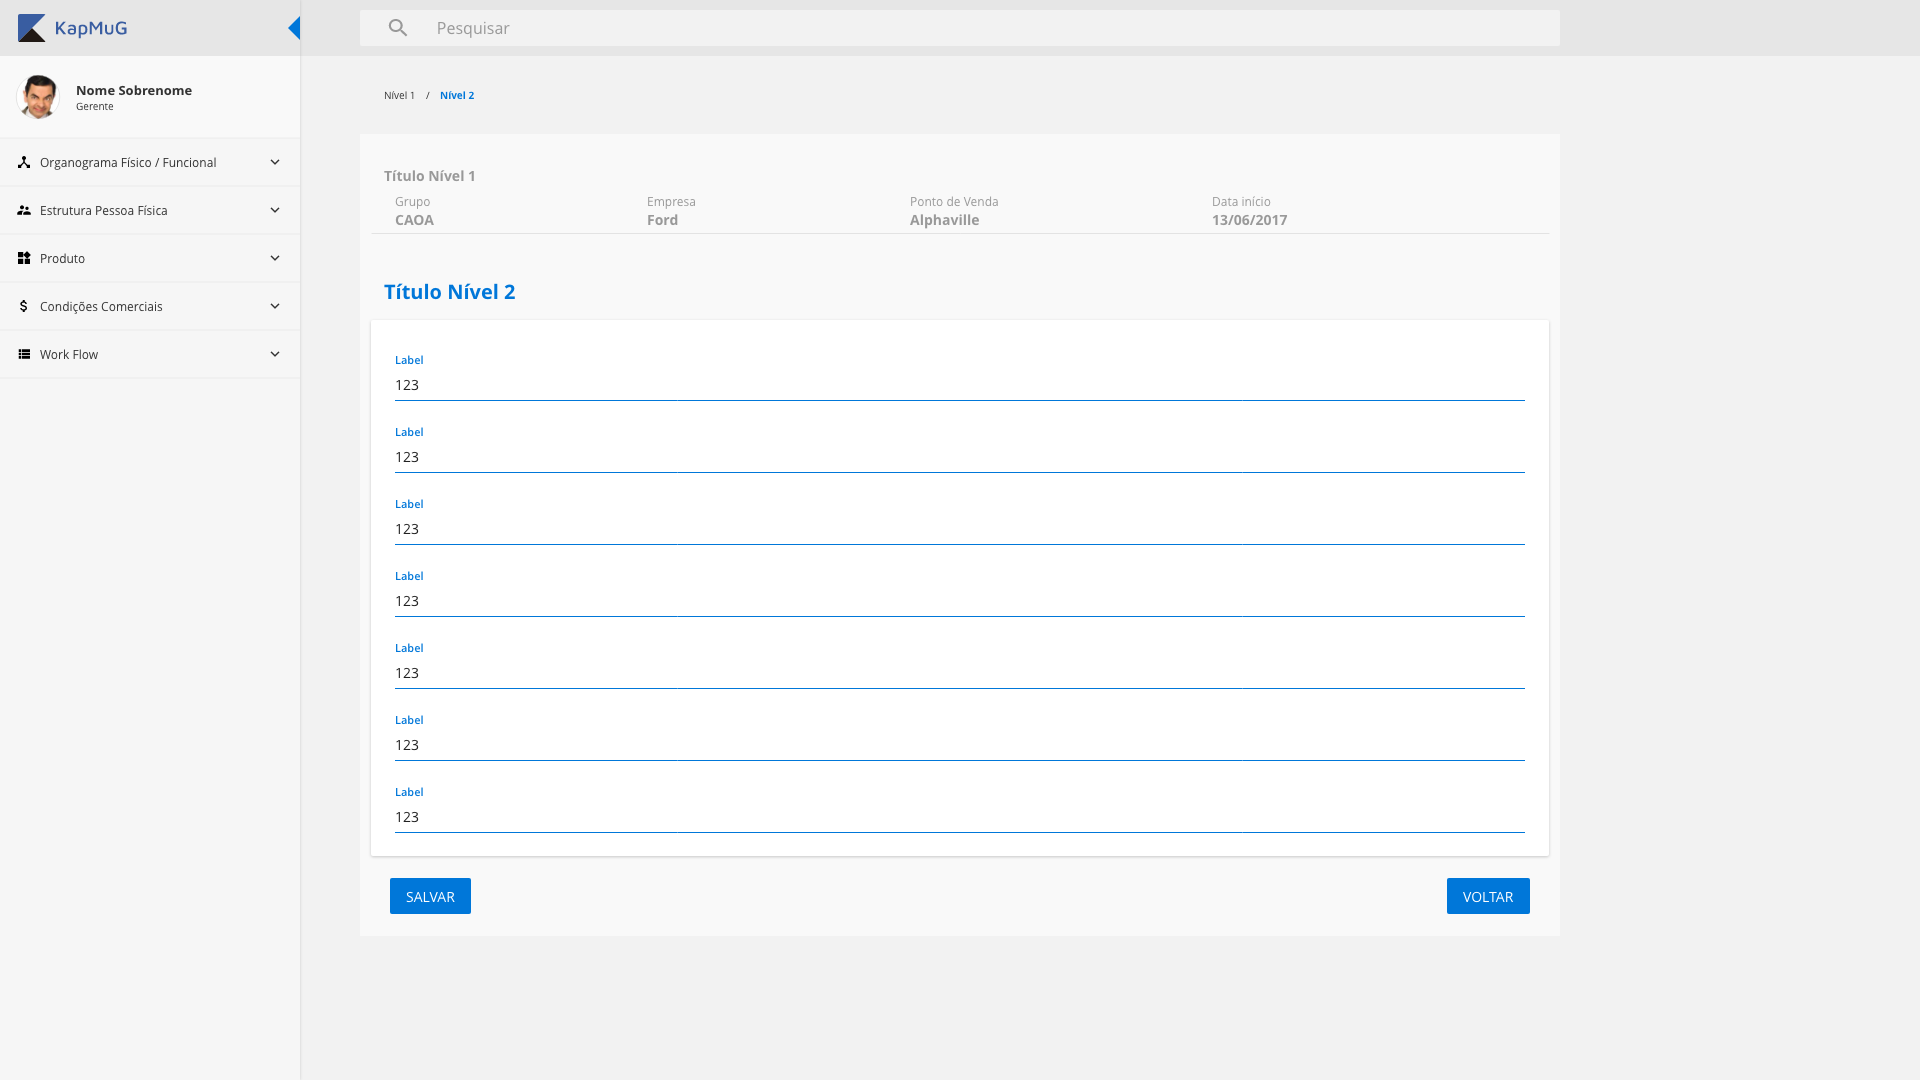 KapMuG
Pesquisar
Nome Sobrenome
Gerente
Organograma Físico / Funcional
Estrutura Pessoa Física
Produto
Condições Comerciais
Work Flow
Nível 1 / Nível 2
Título Nível 1
Grupo Empresa Ponto de Venda Data início
CAOA Ford Alphaville 13/06/2017
Título Nível 2
Label
123
Label
123
Label
123
Label
123
Label
123
Label
123
Label
123
SALVAR VOLTAR